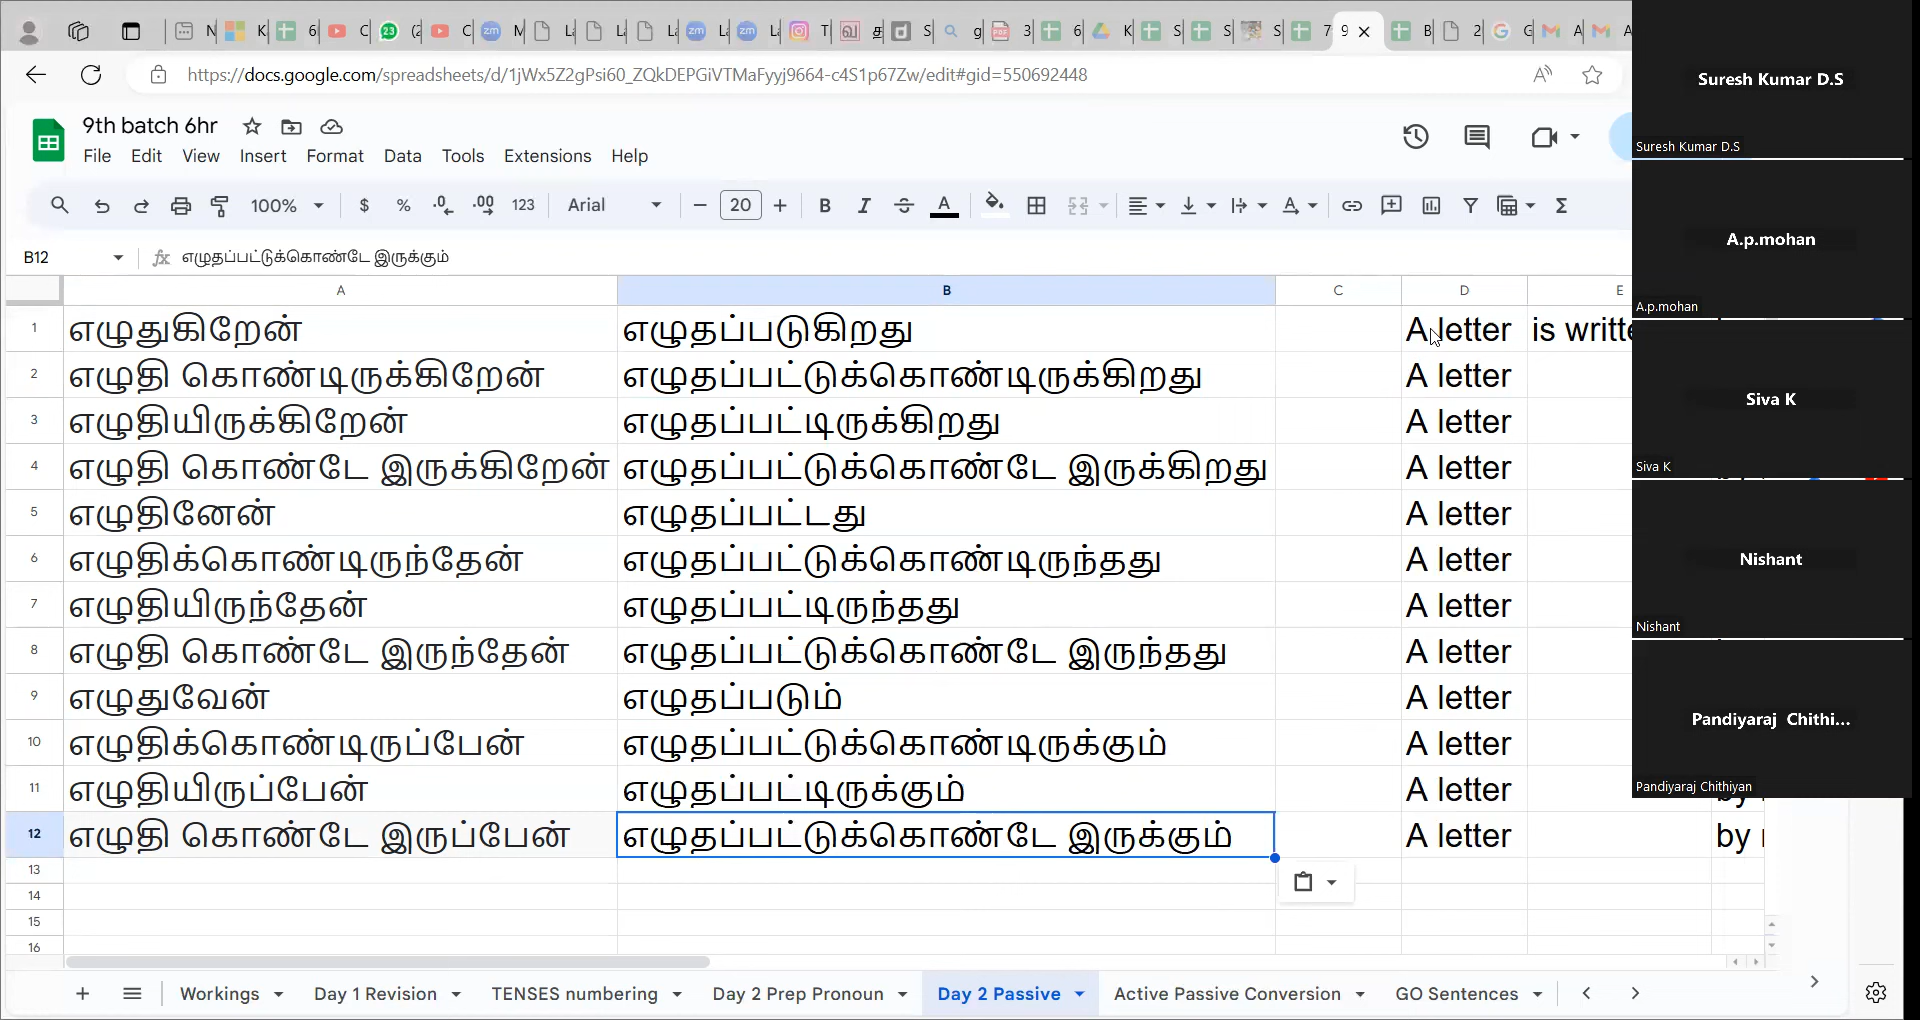 https://docs.google.com/spreadsheets/d/1jWx5Z2gPsi60_ZQkDEPGiVTMaFyyj9664-c4S1p67Zw/edit#gid=550692448
9th batch 6hr
File Edit View Insert Format Data Tools Extensions Help
100% $ % .0 .00 123 Arial 20
B12 fx எழுதப்பட்டுக்கொண்டே இருக்கும்
A B C D E
1 எழுதுகிறேன் எழுதப்படுகிறது A letter is
2 எழுதி கொண்டிருக்கிறேன் எழுதப்பட்டுக்கொண்டிருக்கிறது A letter
3 எழுதியிருக்கிறேன் எழுதப்பட்டிருக்கிறது A letter
4 எழுதி கொண்டே இருக்கிறேன் எழுதப்பட்டுக்கொண்டே இருக்கிறது A letter
5 எழுதினேன் எழுதப்பட்டது A letter
6 எழுதிக்கொண்டிருந்தேன் எழுதப்பட்டுக்கொண்டிருந்தது A letter
7 எழுதியிருந்தேன் எழுதப்பட்டிருந்தது A letter
8 எழுதி கொண்டே இருந்தேன் எழுதப்பட்டுக்கொண்டே இருந்தது A letter
9 எழுதுவேன் எழுதப்படும் A letter
10 எழுதிக்கொண்டிருப்பேன் எழுதப்பட்டுக்கொண்டிருக்கும் A letter
11 எழுதியிருப்பேன் எழுதப்பட்டிருக்கும் A letter
12 எழுதி கொண்டே இருப்பேன் எழுதப்பட்டுக்கொண்டே இருக்கும் A letter by
13
14
15
16
Workings Day 1 Revision TENSES numbering Day 2 Prep Pronoun Day 2 Passive Active Passive Conversion GO Sentences
Suresh Kumar D.S
Suresh Kumar D.S
A.p.mohan
A.p.mohan
Siva K
Siva K
Nishant
Nishant
Pandiyaraj Chithi...
Pandiyaraj Chithiyan